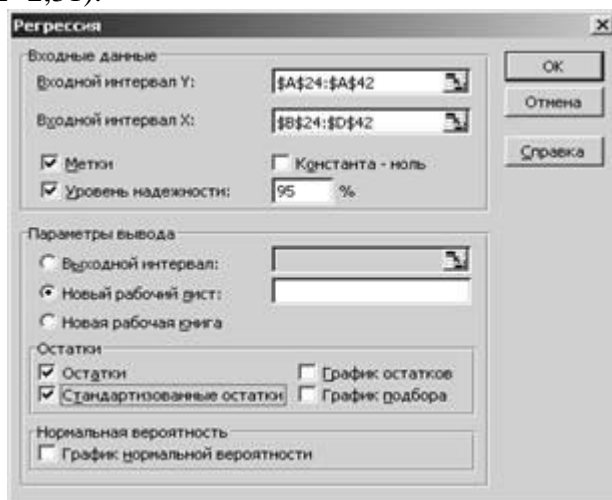 2,31).
Регрессия
Входные данные
Входной интервал Y: $A$24:$A$42
Входной интервал X: $B$24:$D$42
Метки Константа - ноль
Уровень надежности: 95 %
OK
Отмена
Справка
Параметры вывода
Выходной интервал:
Новый рабочий лист:
Новая рабочая книга
Остатки
Остатки График остатков
Стандартизованные остатки График подбора
Нормальная вероятность
График нормальной вероятности